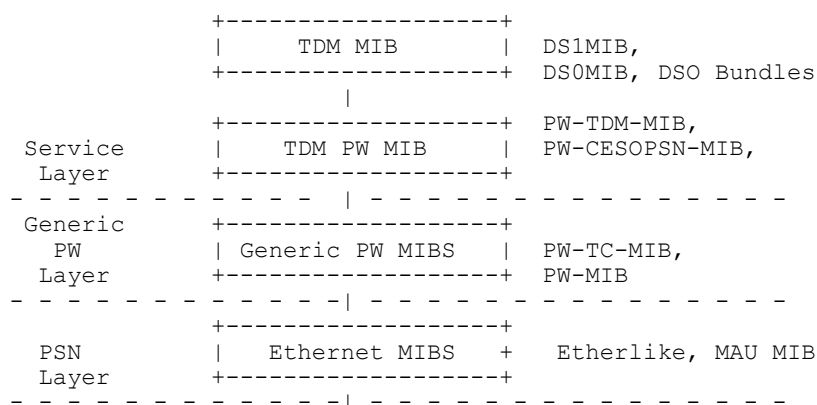 TDM MIB DS1MIB,
DS0MIB, DSO Bundles
PW-TDM-MIB,
Service TDM PW MIB PW-CESOPSN-MIB,
Layer
Generic
PW Generic PW MIBS PW-TC-MIB,
Layer PW-MIB
PSN Ethernet MIBS Etherlike, MAU MIB
Layer